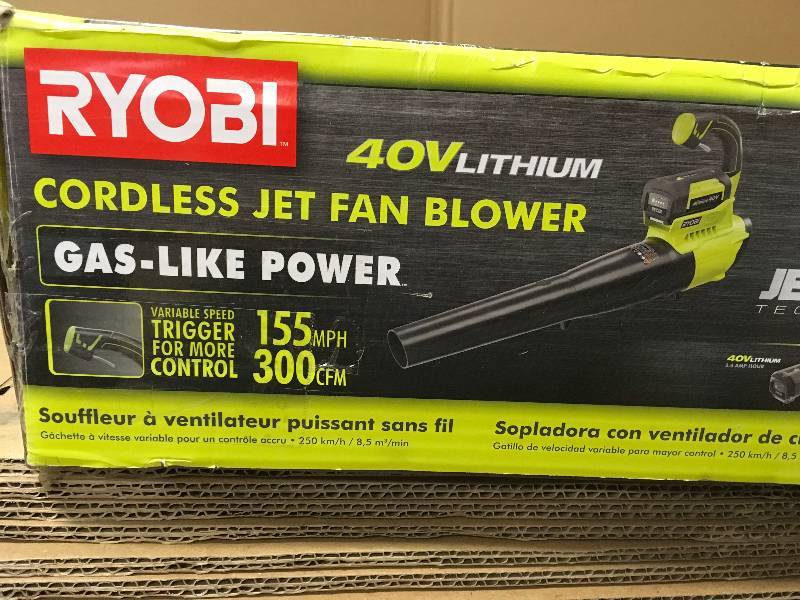 RYOBI™
40V LITHIUM
CORDLESS JET FAN BLOWER
GAS-LIKE POWER
VARIABLE SPEED
TRIGGER
FOR MORE
CONTROL
155 MPH
300 CFM
RYOBI
40V LITHIUM
Souffleur à ventilateur puissant sans fil
Gâchette à vitesse variable pour un contrôle accru • 250 km/h / 8,5 m³/min
Sopladora con ventilador de
Gatillo de velocidad variable para mayor control • 250 km/h / 8,5